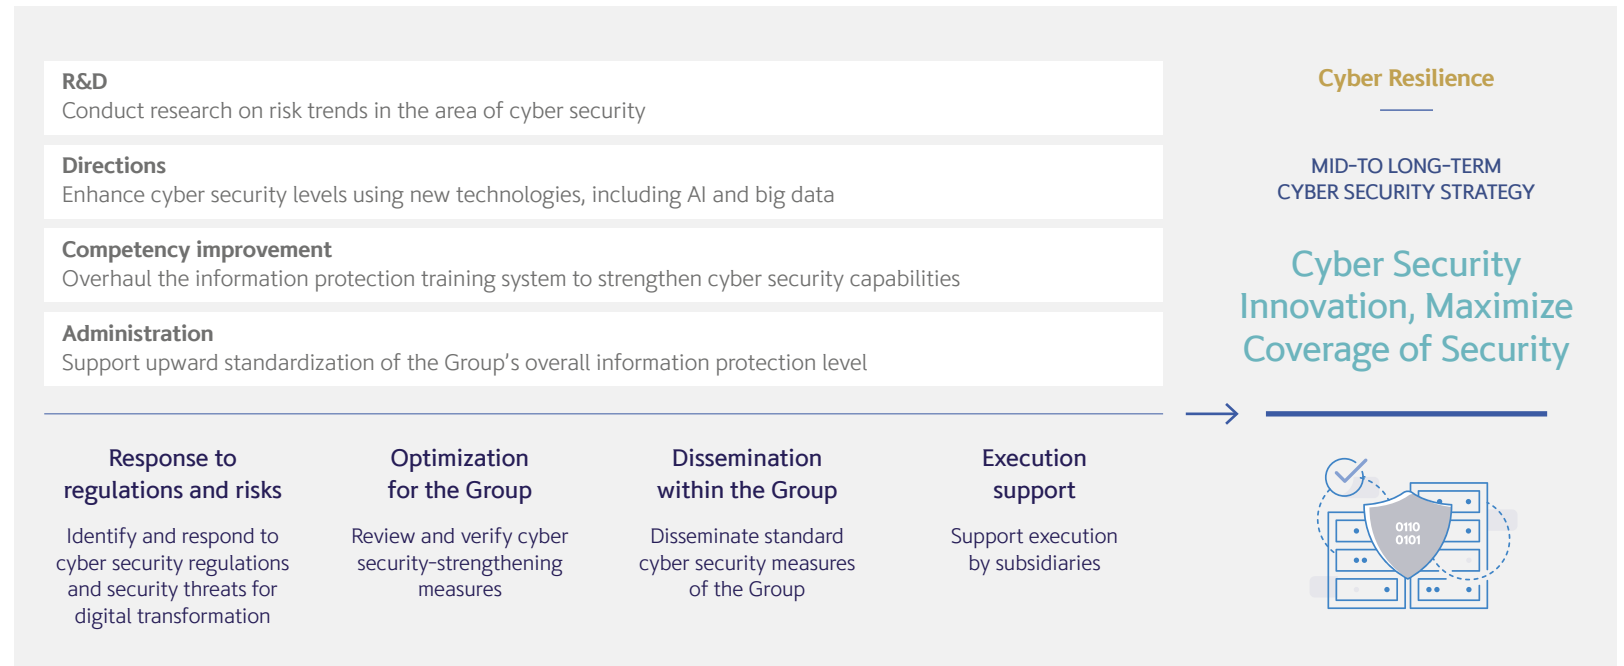 R&D
Conduct research on risk trends in the area of cyber security
Directions
Enhance cyber security levels using new technologies, including AI and big data
Competency improvement
Overhaul the information protection training system to strengthen cyber security capabilities
Administration
Support upward standardization of the Group's overall information protection level
Response to
regulations and risks
Identify and respond to
cyber security regulations
and security threats for
digital transformation
Optimization
for the Group
Review and verify cyber
security-strengthening
measures
Dissemination
within the Group
Disseminate standard
cyber security measures
of the Group
Execution
support
Support execution
by subsidiaries
Cyber Resilience
MID-TO LONG-TERM
CYBER SECURITY STRATEGY
Cyber Security
Innovation, Maximize
Coverage of Security
0110
0101